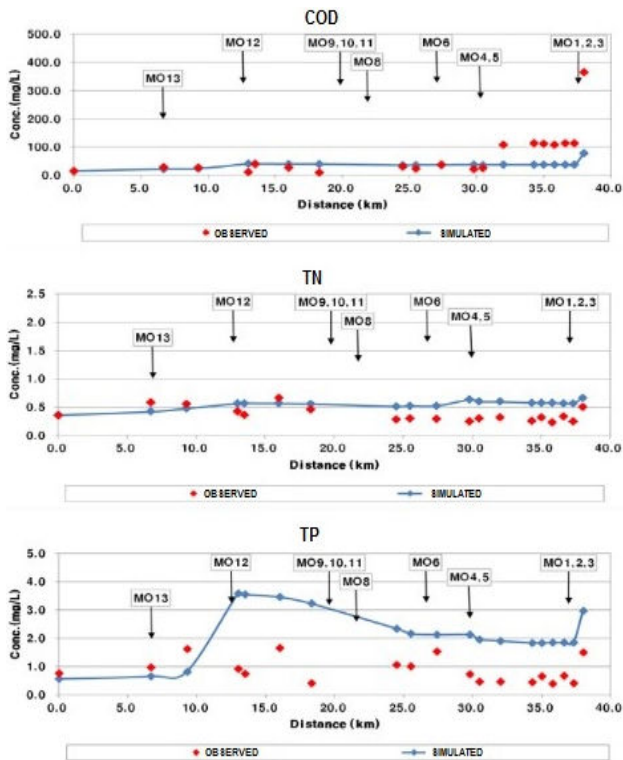 COD
500.0
400.0
300.0
200.0
100.0
0.0
Conc.(mg/L)
MO13
MO12
MO9,10,11
MO8
MO6
MO4,5
MO1,2,3
0.0 5.0 10.0 15.0 20.0 25.0 30.0 35.0 40.0
Distance (km)
OBSERVED SIMULATED
TN
2.5
2.0
1.5
1.0
0.5
0.0
Conc.(mg/L)
MO13
MO12
MO9,10,11
MO8
MO6
MO4,5
MO1,2,3
0.0 5.0 10.0 15.0 20.0 25.0 30.0 35.0 40.0
Distance (km)
OBSERVED SIMULATED
TP
5.0
4.0
3.0
2.0
1.0
0.0
Conc.(mg/L)
MO13
MO12
MO9,10,11
MO8
MO6
MO4,5
MO1,2,3
0.0 5.0 10.0 15.0 20.0 25.0 30.0 35.0 40.0
Distance (km)
OBSERVED SIMULATED